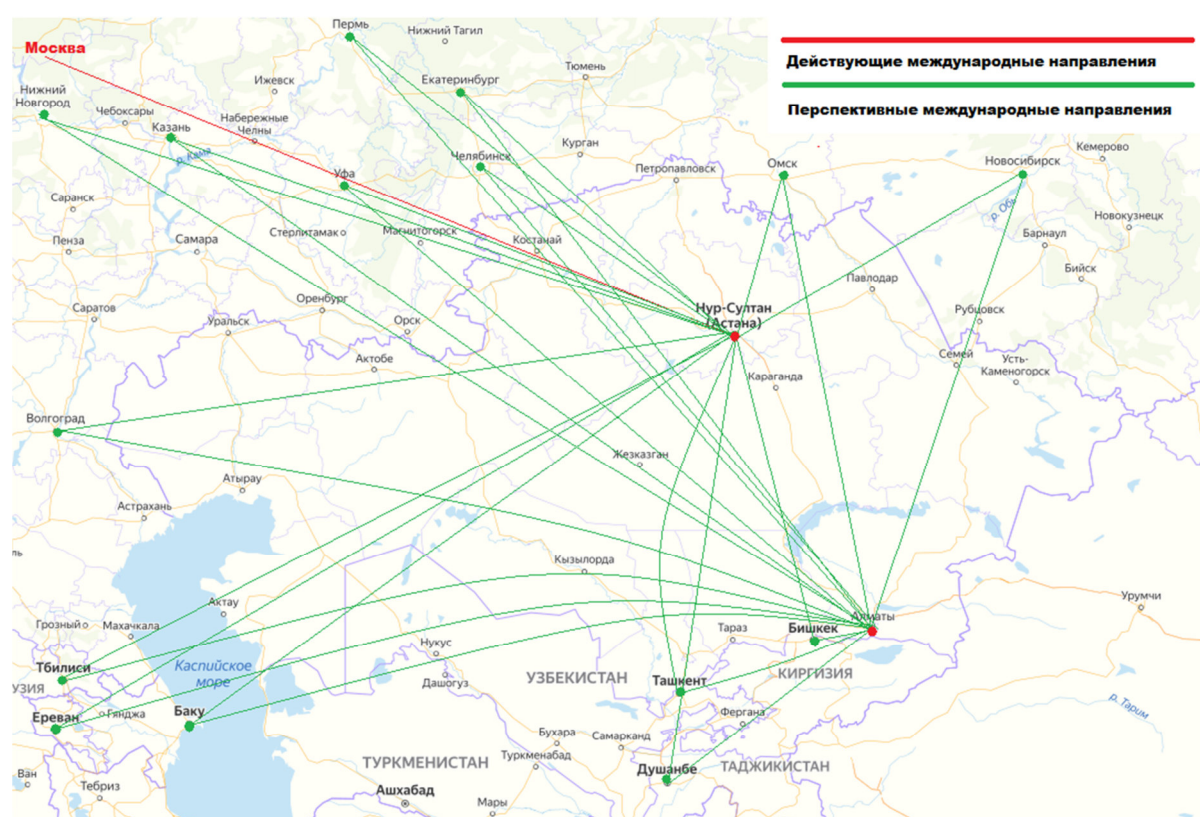 Пермь
Нижний Тагил
Москва
Действующие международные направления
Перспективные международные направления
Екатеринбург
Тюмень
Ижевск
Нижний
Новгород
Чебоксары
Казань
Набережные
Челны
р. Кама
Челябинск
Курган
Петропавловск
Омск
Новосибирск
Кемерово
Уфа
Саранск
р. Обь
Новокузнецк
Пенза
Самара
Стерлитамак
Магнитогорск
Костанай
Барнаул
Бийск
Павлодар
Оренбург
Саратов
Уральск
Орск
Нур-Султан
(Астана)
Рубцовск
Актобе
Караганда
Семей
Усть-
Каменогорск
Волгоград
Жезказган
Атырау
Астрахань
ль
Кызылорда
Актау
Грозный
Махачкала
Нукус
Тараз
Бишкек
Алматы
Урумчи
Тбилиси
УЗИЯ
Каспийское
море
Дашогуз
УЗБЕКИСТАН
Ташкент
КИРГИЗИЯ
Ереван
Гянджа
Баку
Фергана
р. Тарим
Бухара
Самарканд
Туркменабад
ТУРКМЕНИСТАН
Душанбе
ТАДЖИКИСТАН
Ван
Тебриз
Ашхабад
Мары